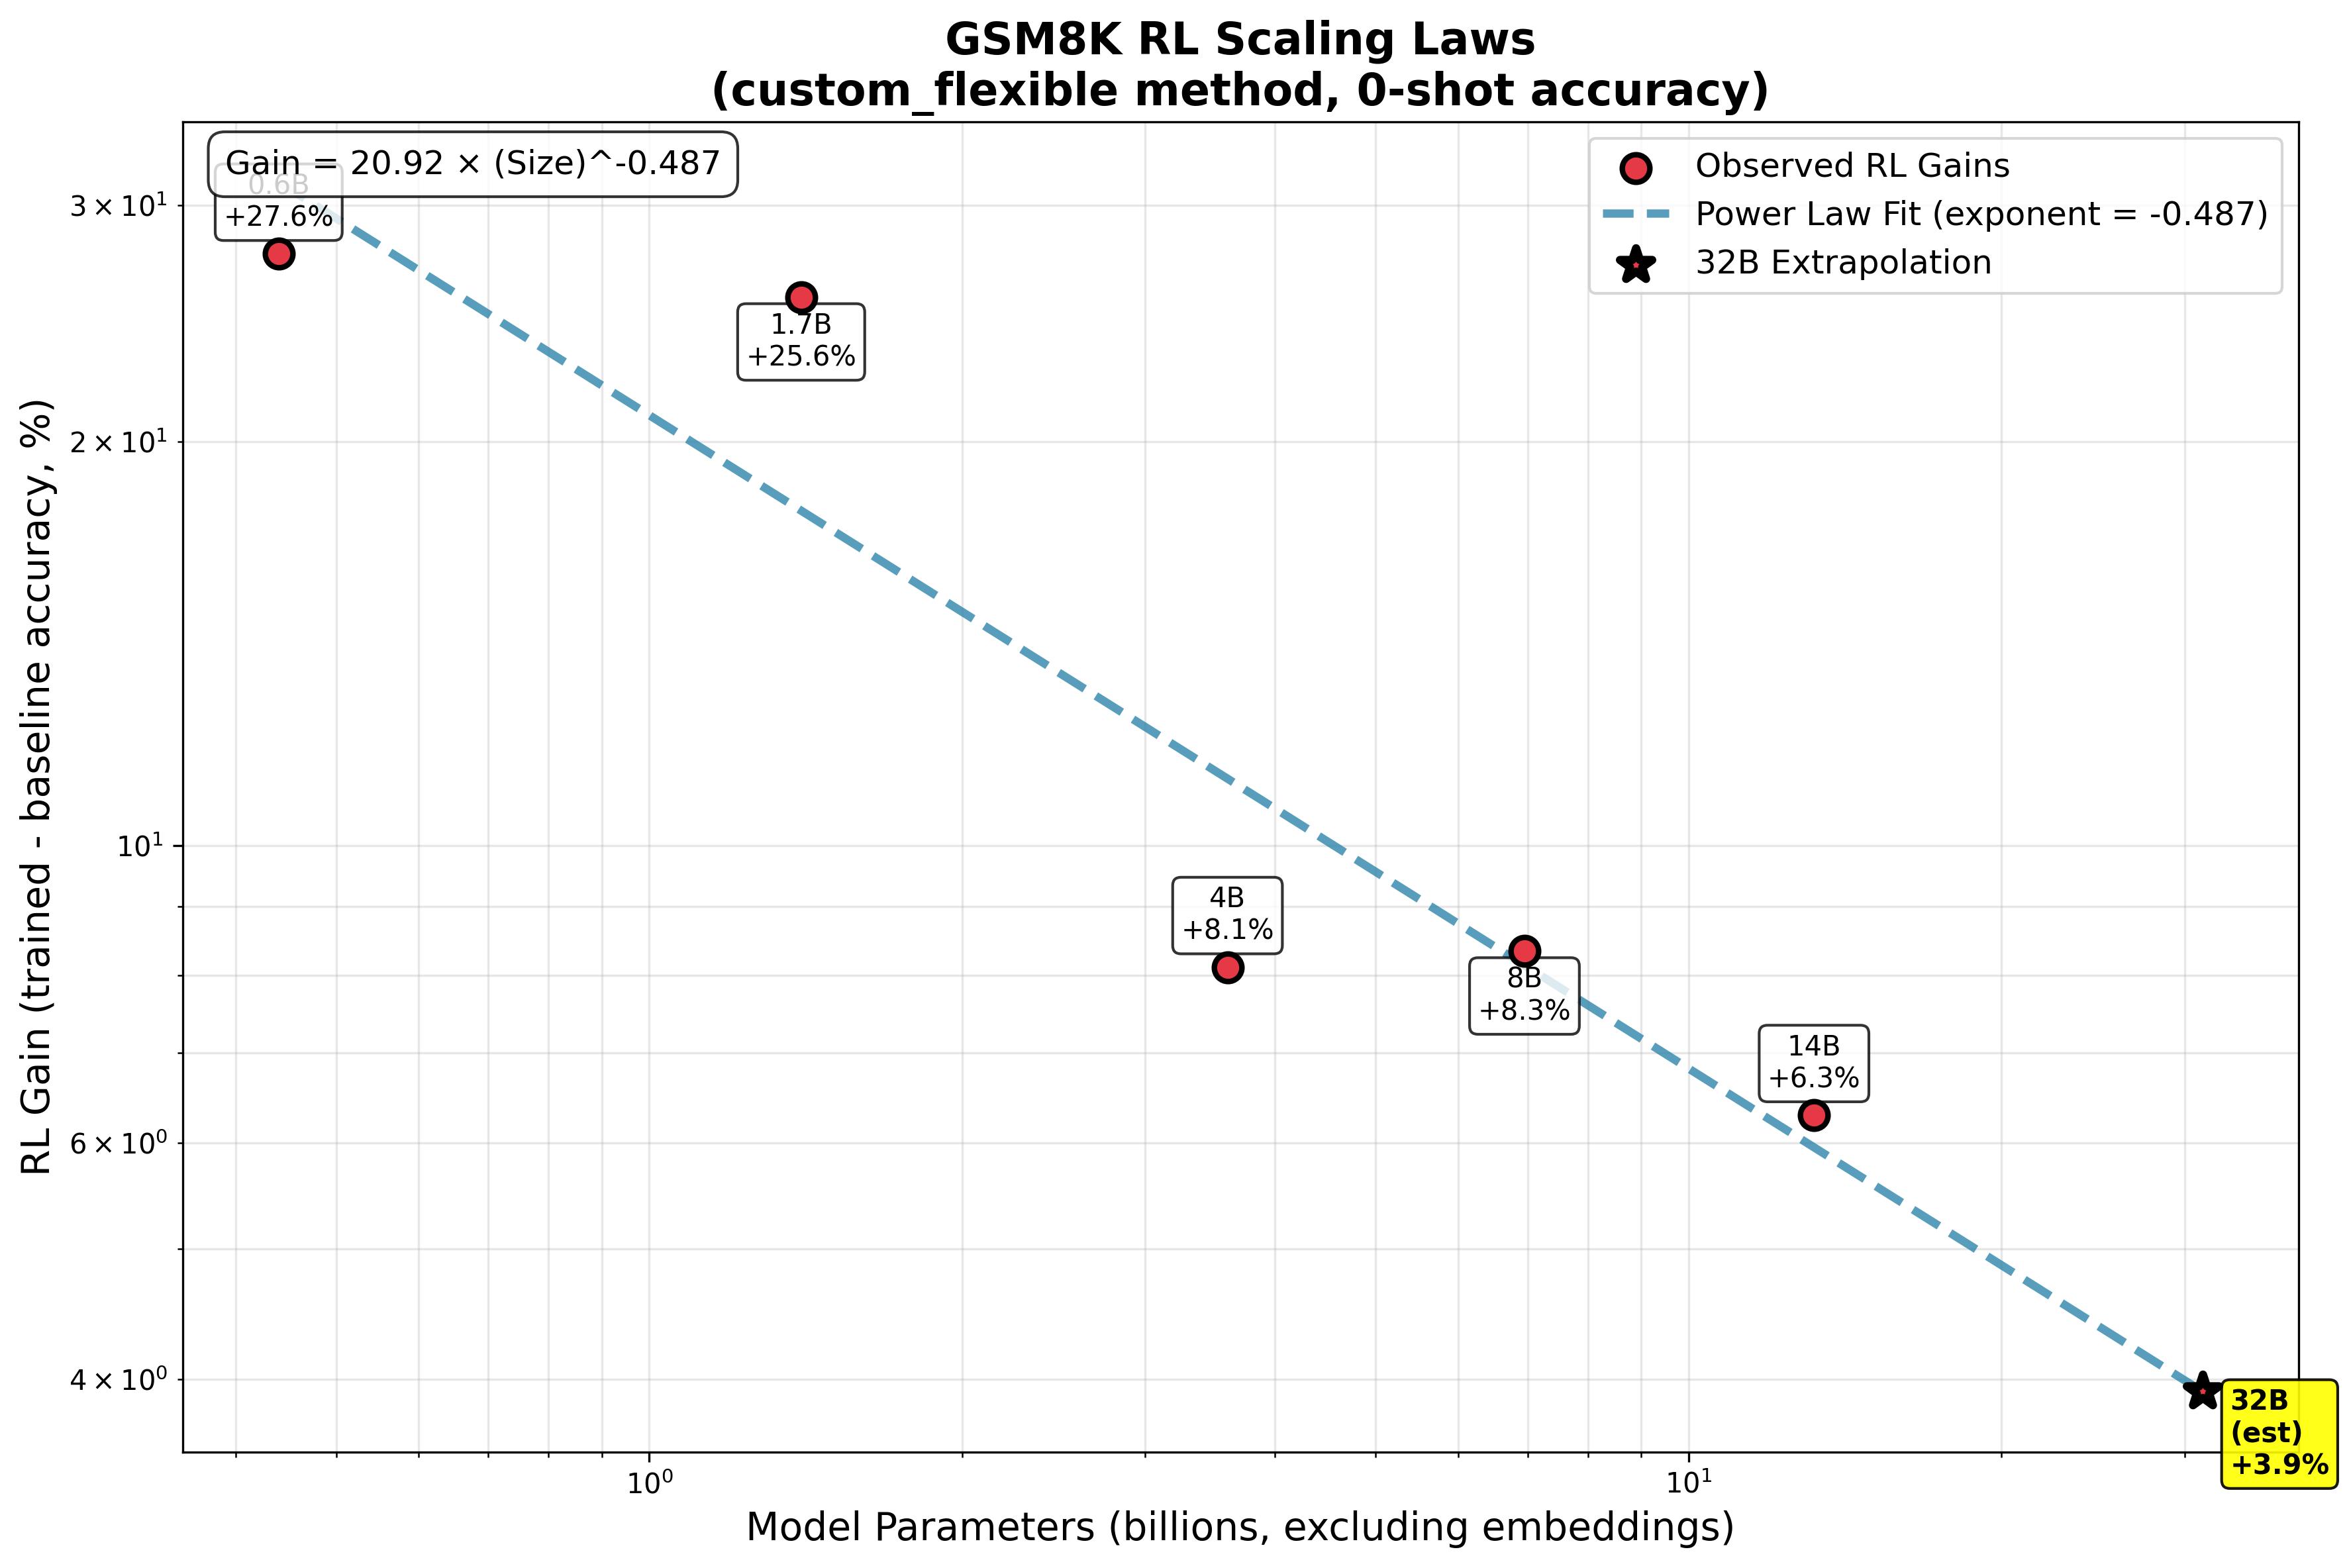 GSM8K RL Scaling Laws
(custom_flexible method, 0-shot accuracy)
Gain = 20.92 × (Size)^-0.487
0.6B
+27.6%
1.7B
+25.6%
4B
+8.1%
8B
+8.3%
14B
+6.3%
32B
(est)
+3.9%
Observed RL Gains
Power Law Fit (exponent = -0.487)
32B Extrapolation
RL Gain (trained - baseline accuracy, %)
3 × 10¹
2 × 10¹
10¹
6 × 10⁰
4 × 10⁰
10⁰
10¹
Model Parameters (billions, excluding embeddings)